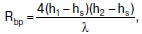 R_bp = 4(h_1 − h_s)(h_2 − h_s) / λ,